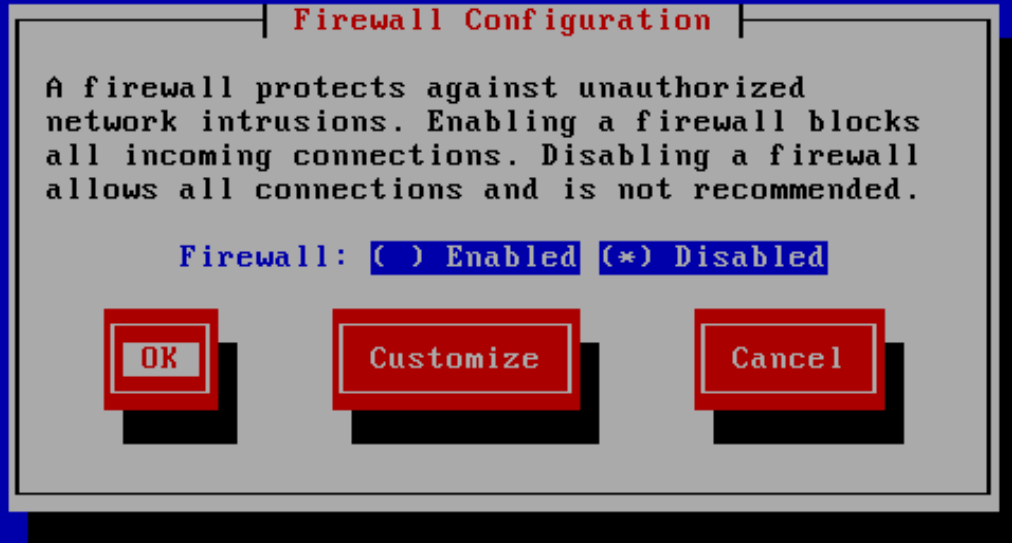 Firewall Configuration
A firewall protects against unauthorized
network intrusions. Enabling a firewall blocks
all incoming connections. Disabling a firewall
allows all connections and is not recommended.
Firewall: ( ) Enabled (*) Disabled
OK Customize Cancel